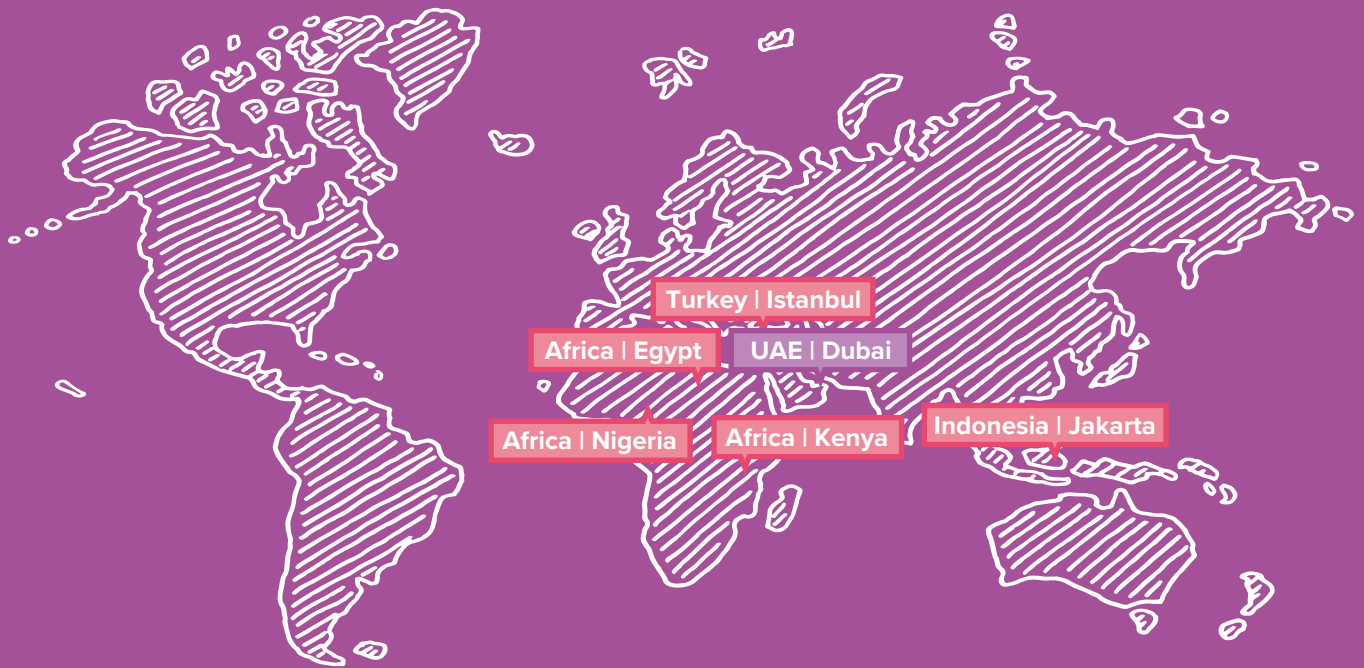 Turkey | Istanbul
Africa | Egypt
UAE | Dubai
Africa | Nigeria
Africa | Kenya
Indonesia | Jakarta